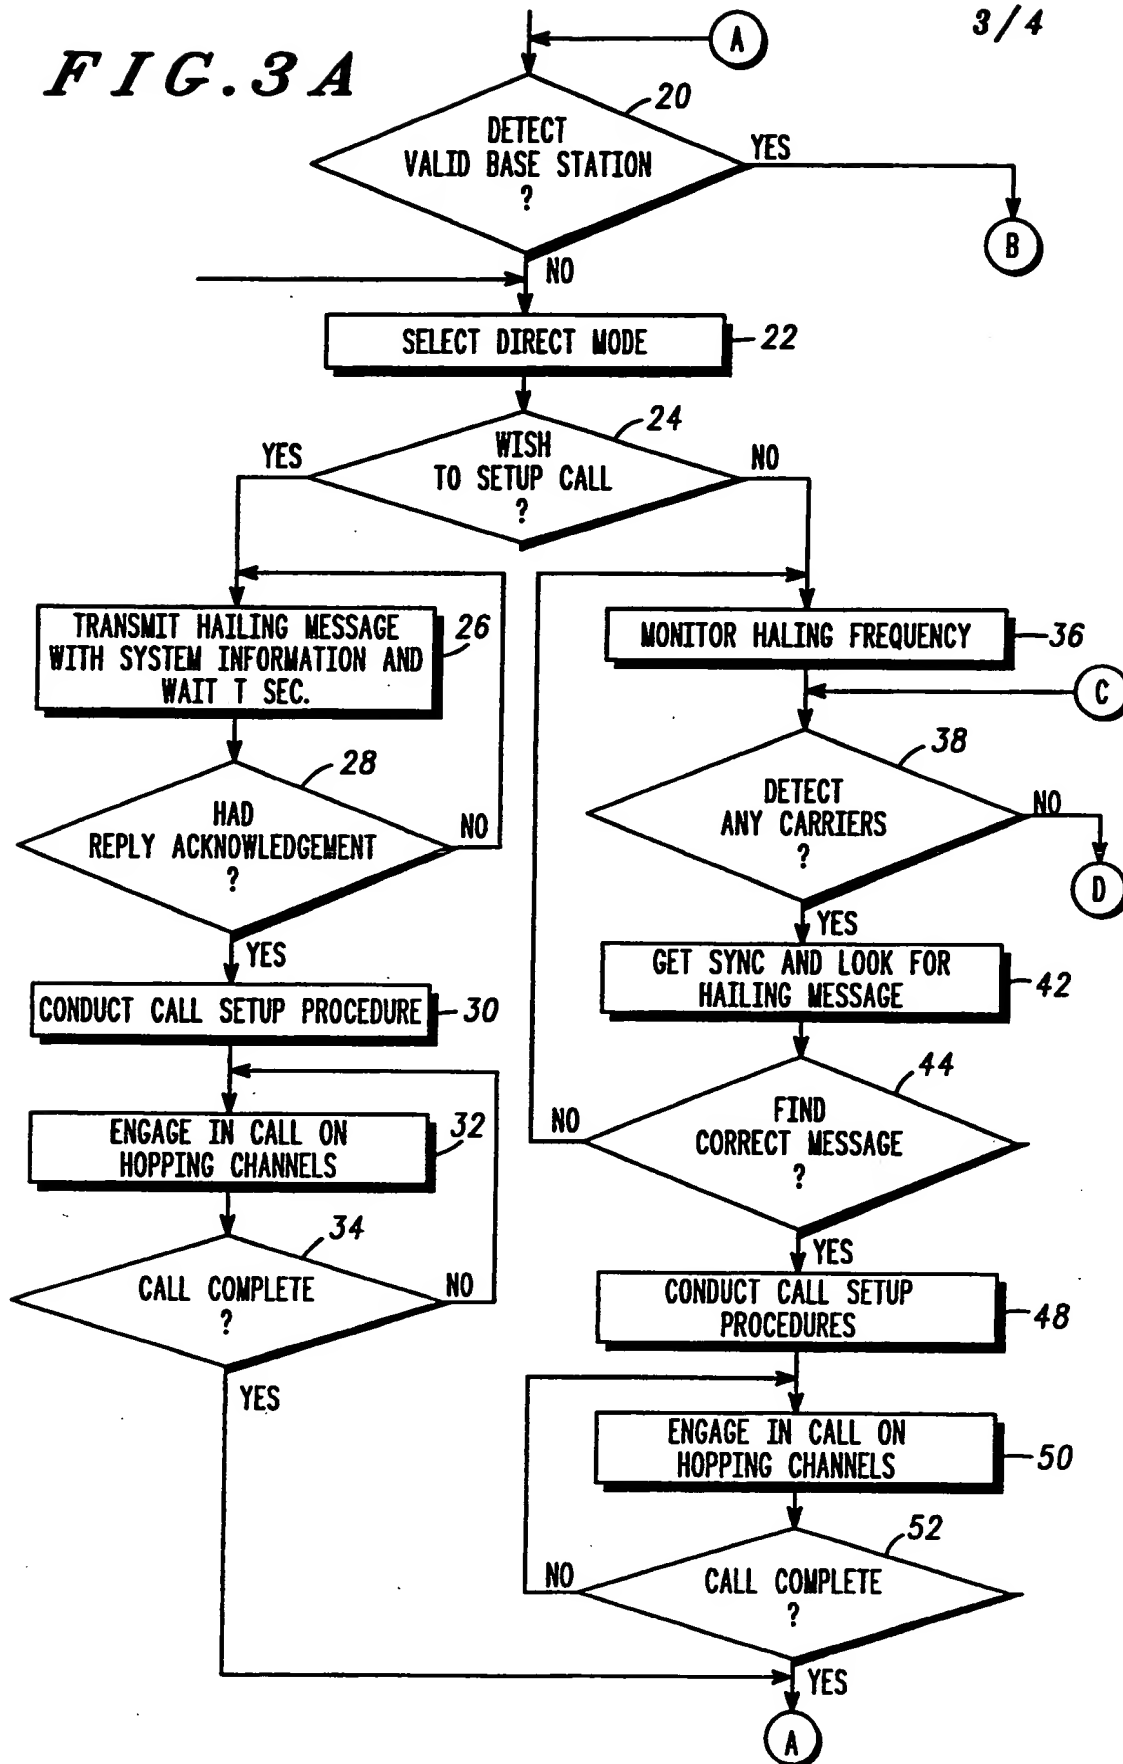 3/4
FIG. 3A
A
20
DETECT
VALID BASE STATION
?
YES
B
NO
SELECT DIRECT MODE
22
24
WISH
TO SETUP CALL
?
YES
NO
TRANSMIT HAILING MESSAGE
WITH SYSTEM INFORMATION AND
WAIT T SEC.
26
28
HAD
REPLY ACKNOWLEDGEMENT
?
NO
YES
CONDUCT CALL SETUP PROCEDURE
30
ENGAGE IN CALL ON
HOPPING CHANNELS
32
34
CALL COMPLETE
?
NO
YES
MONITOR HALING FREQUENCY
36
C
38
DETECT
ANY CARRIERS
?
NO
D
YES
GET SYNC AND LOOK FOR
HAILING MESSAGE
42
44
FIND
CORRECT MESSAGE
?
NO
YES
CONDUCT CALL SETUP
PROCEDURES
48
ENGAGE IN CALL ON
HOPPING CHANNELS
50
52
CALL COMPLETE
?
NO
YES
A